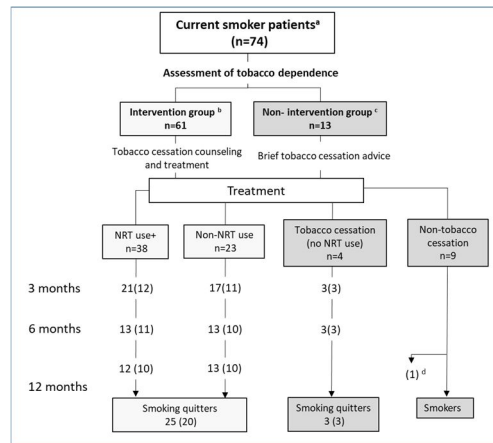 Current smoker patientsᵃ
(n=74)
Assessment of tobacco dependence
Intervention group ᵇ
n=61
Non- intervention group ᶜ
n=13
Tobacco cessation counseling
and treatment
Brief tobacco cessation advice
Treatment
NRT use+
n=38
Non-NRT use
n=23
Tobacco cessation
(no NRT use)
n=4
Non-tobacco
cessation
n=9
3 months
21(12)
17(11)
3(3)
6 months
13 (11)
13 (10)
3(3)
12 (10)
13 (10)
(1) ᵈ
12 months
Smoking quitters
25 (20)
Smoking quitters
3 (3)
Smokers